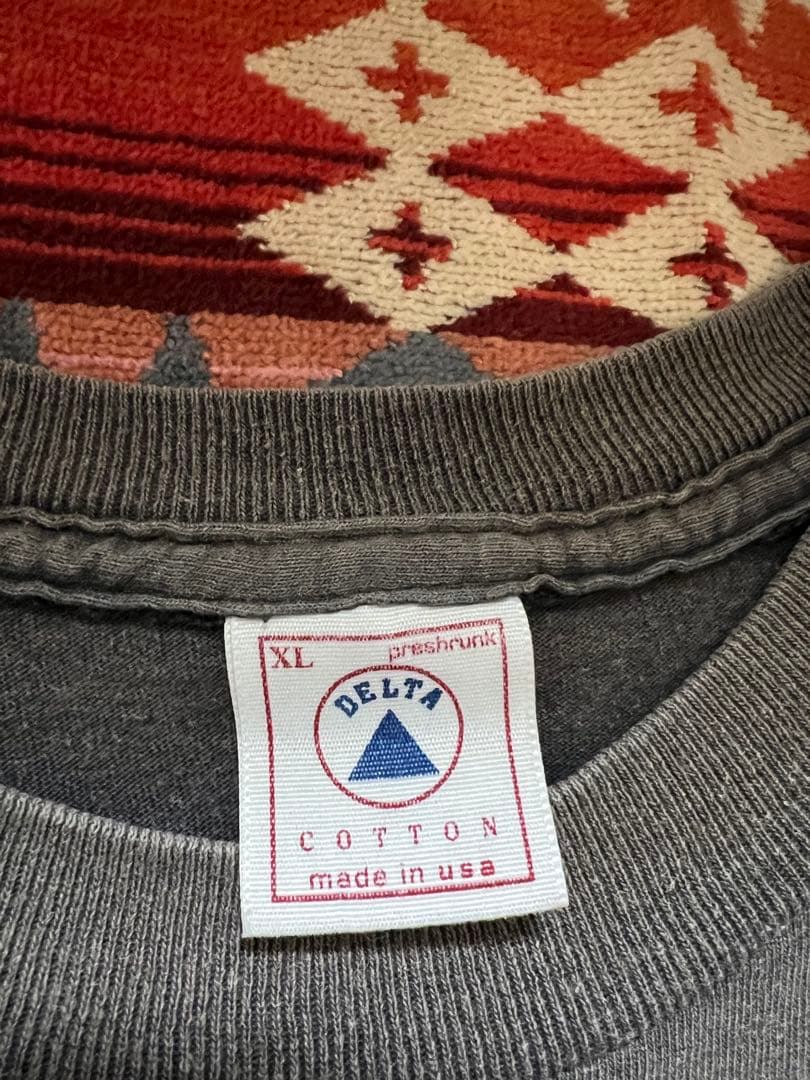 XL preshrunk
DELTA
COTTON
made in usa